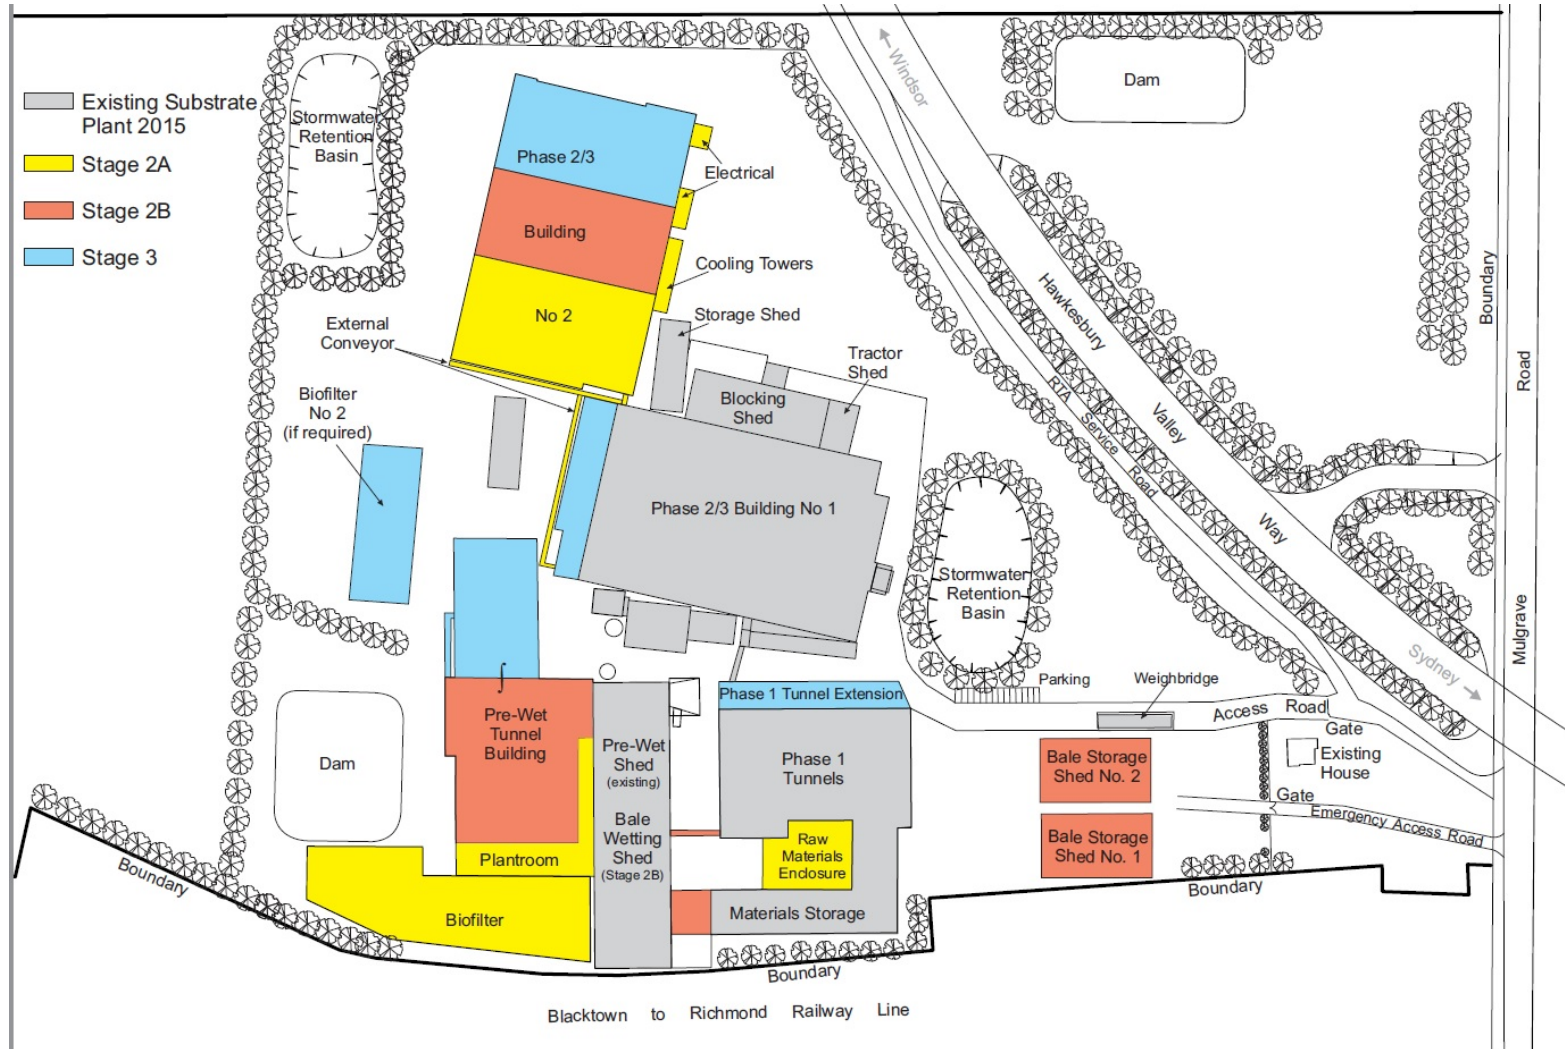 Existing Substrate
Plant 2015
Stage 2A
Stage 2B
Stage 3
Stormwater
Retention
Basin
Windsor
Dam
Phase 2/3
Electrical
Building
Cooling Towers
No 2
Storage Shed
External
Conveyor
Tractor
Shed
Blocking
Shed
Biofilter
No 2
(if required)
Phase 2/3 Building No 1
Hawkesbury
Valley
Way
RTA Service Road
Boundary
Road
Mulgrave
Sydney
Stormwater
Retention
Basin
Parking
Weighbridge
Access Road
Gate
Existing
House
Gate
Emergency Access Road
Phase 1 Tunnel Extension
Pre-Wet
Tunnel
Building
Pre-Wet
Shed
(existing)
Phase 1
Tunnels
Bale Storage
Shed No. 2
Dam
Bale
Wetting
Shed
(Stage 2B)
Raw
Materials
Enclosure
Bale Storage
Shed No. 1
Plantroom
Boundary
Boundary
Biofilter
Materials Storage
Boundary
Blacktown to Richmond Railway Line